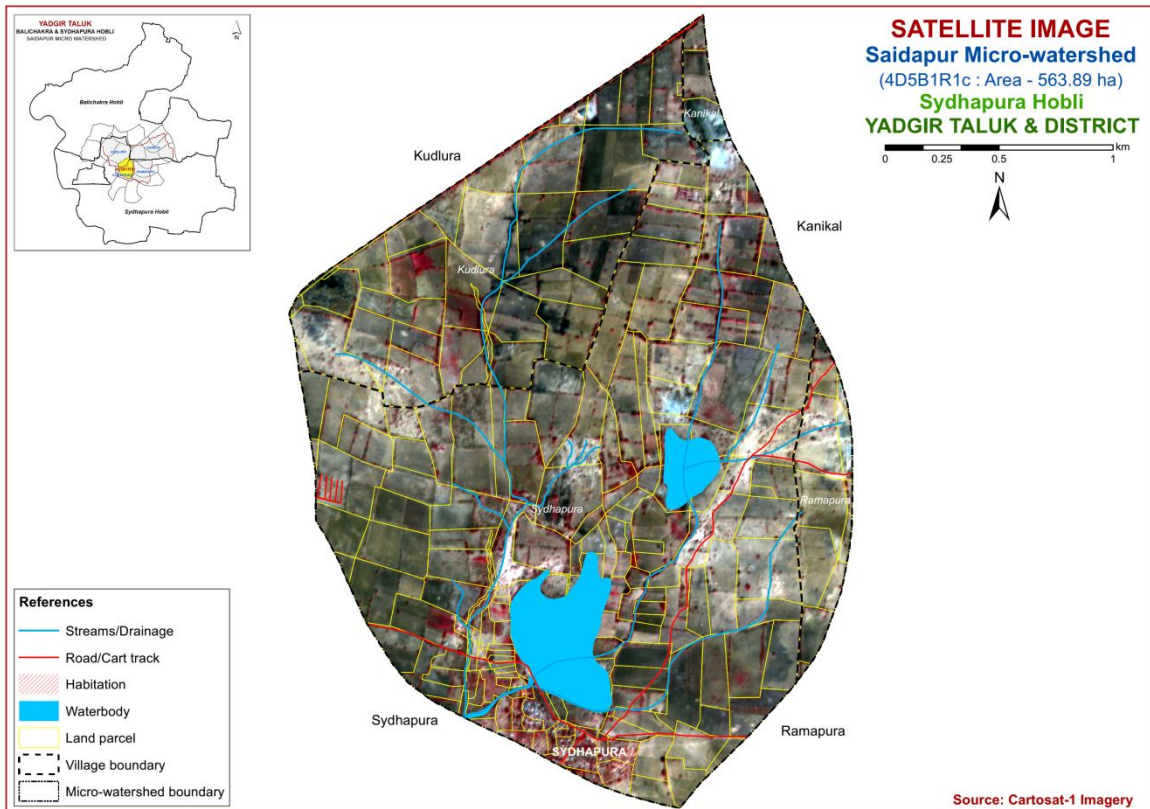 YADGIR TALUK
BALICHAKRA & SYDHAPURA HOBLI
SAIDAPUR MICRO WATERSHED
N
Balichakra Hobli
Sydhapura Hobli
SATELLITE IMAGE
Saidapur Micro-watershed
(4D5B1R1c : Area - 563.89 ha)
Sydhapura Hobli
YADGIR TALUK & DISTRICT
km
0 0.25 0.5 1
N
Kanikal
Kudlura
Kanikal
Kudlura
Sydhapura
Ramapura
Sydhapura
Ramapura
SYDHAPURA
References
Streams/Drainage
Road/Cart track
Habitation
Waterbody
Land parcel
Village boundary
Micro-watershed boundary
Source: Cartosat-1 Imagery